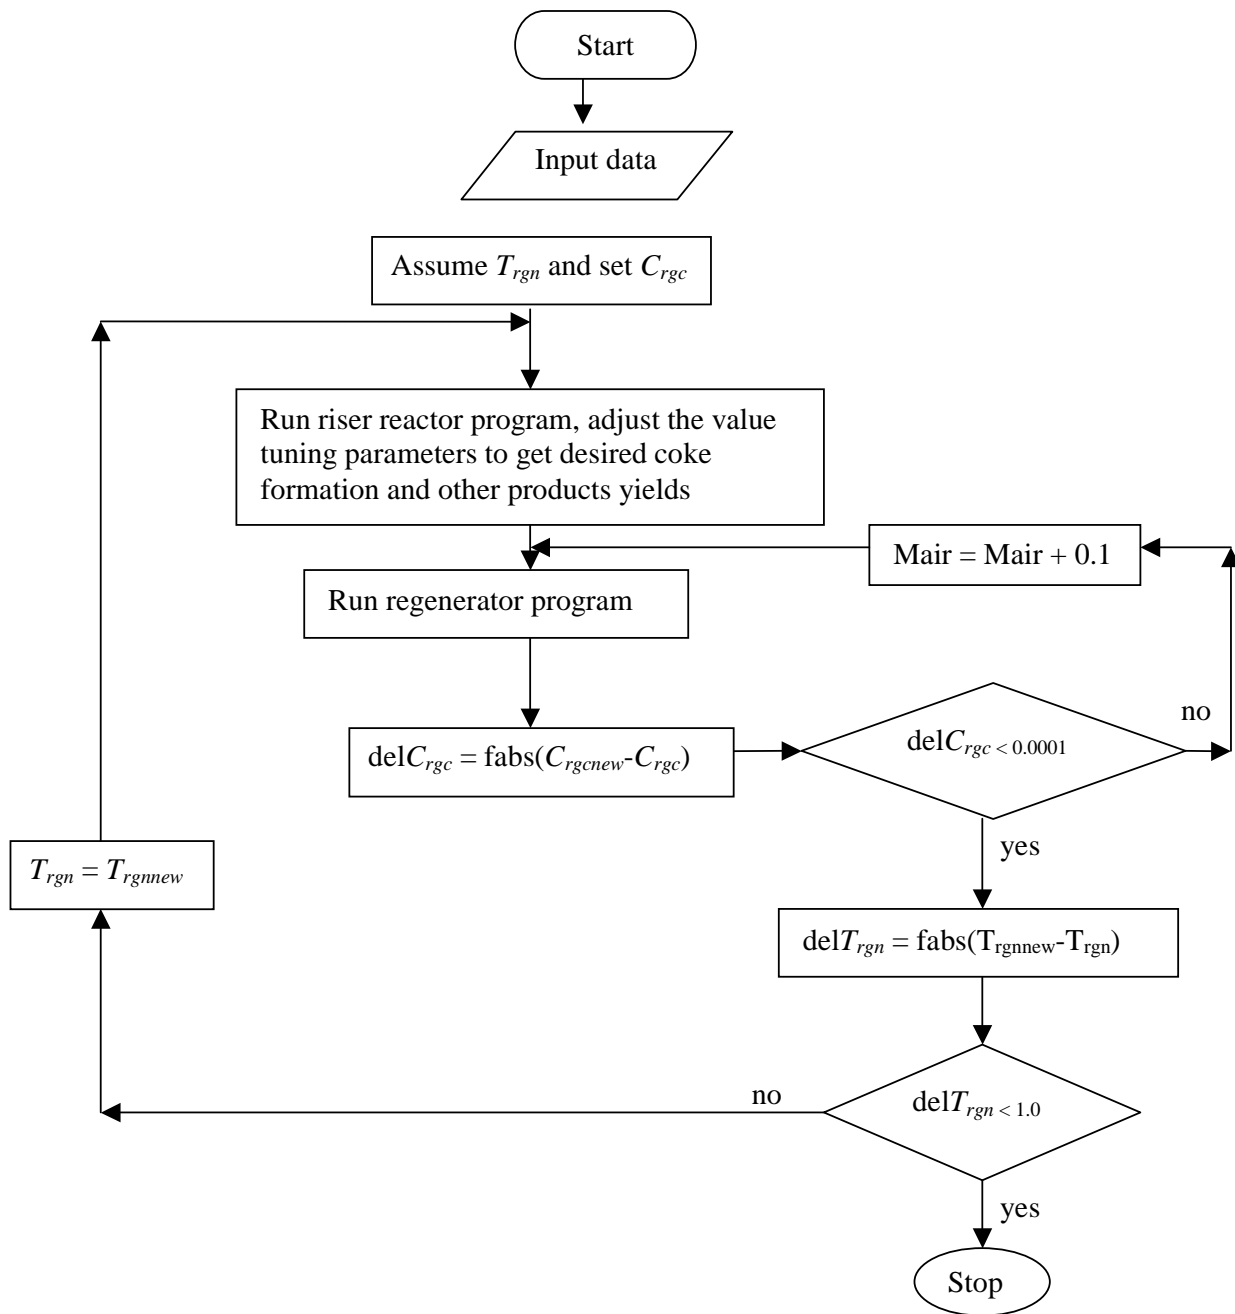 Start
Input data
Assume Trgn and set Crgc
Run riser reactor program, adjust the value
tuning parameters to get desired coke
formation and other products yields
Mair = Mair + 0.1
Run regenerator program
no
delCrgc = fabs(Crgcnew-Crgc)
delCrgc < 0.0001
yes
Trgn = Trgnnew
delTrgn = fabs(Trgnnew-Trgn)
no
delTrgn < 1.0
yes
Stop